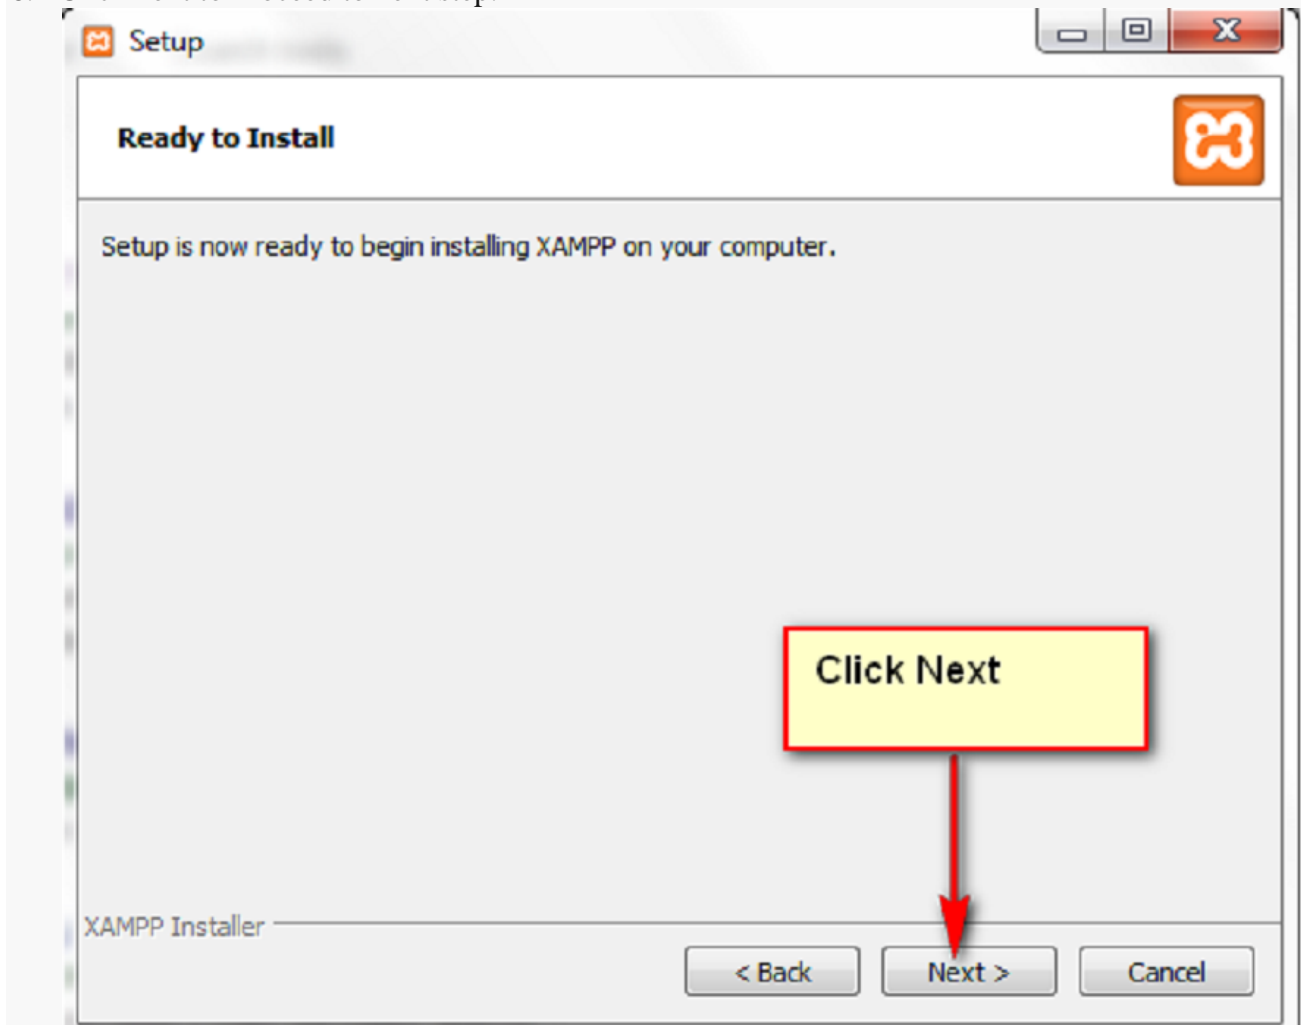 Setup
Ready to Install
Setup is now ready to begin installing XAMPP on your computer.
Click Next
XAMPP Installer
< Back Next > Cancel